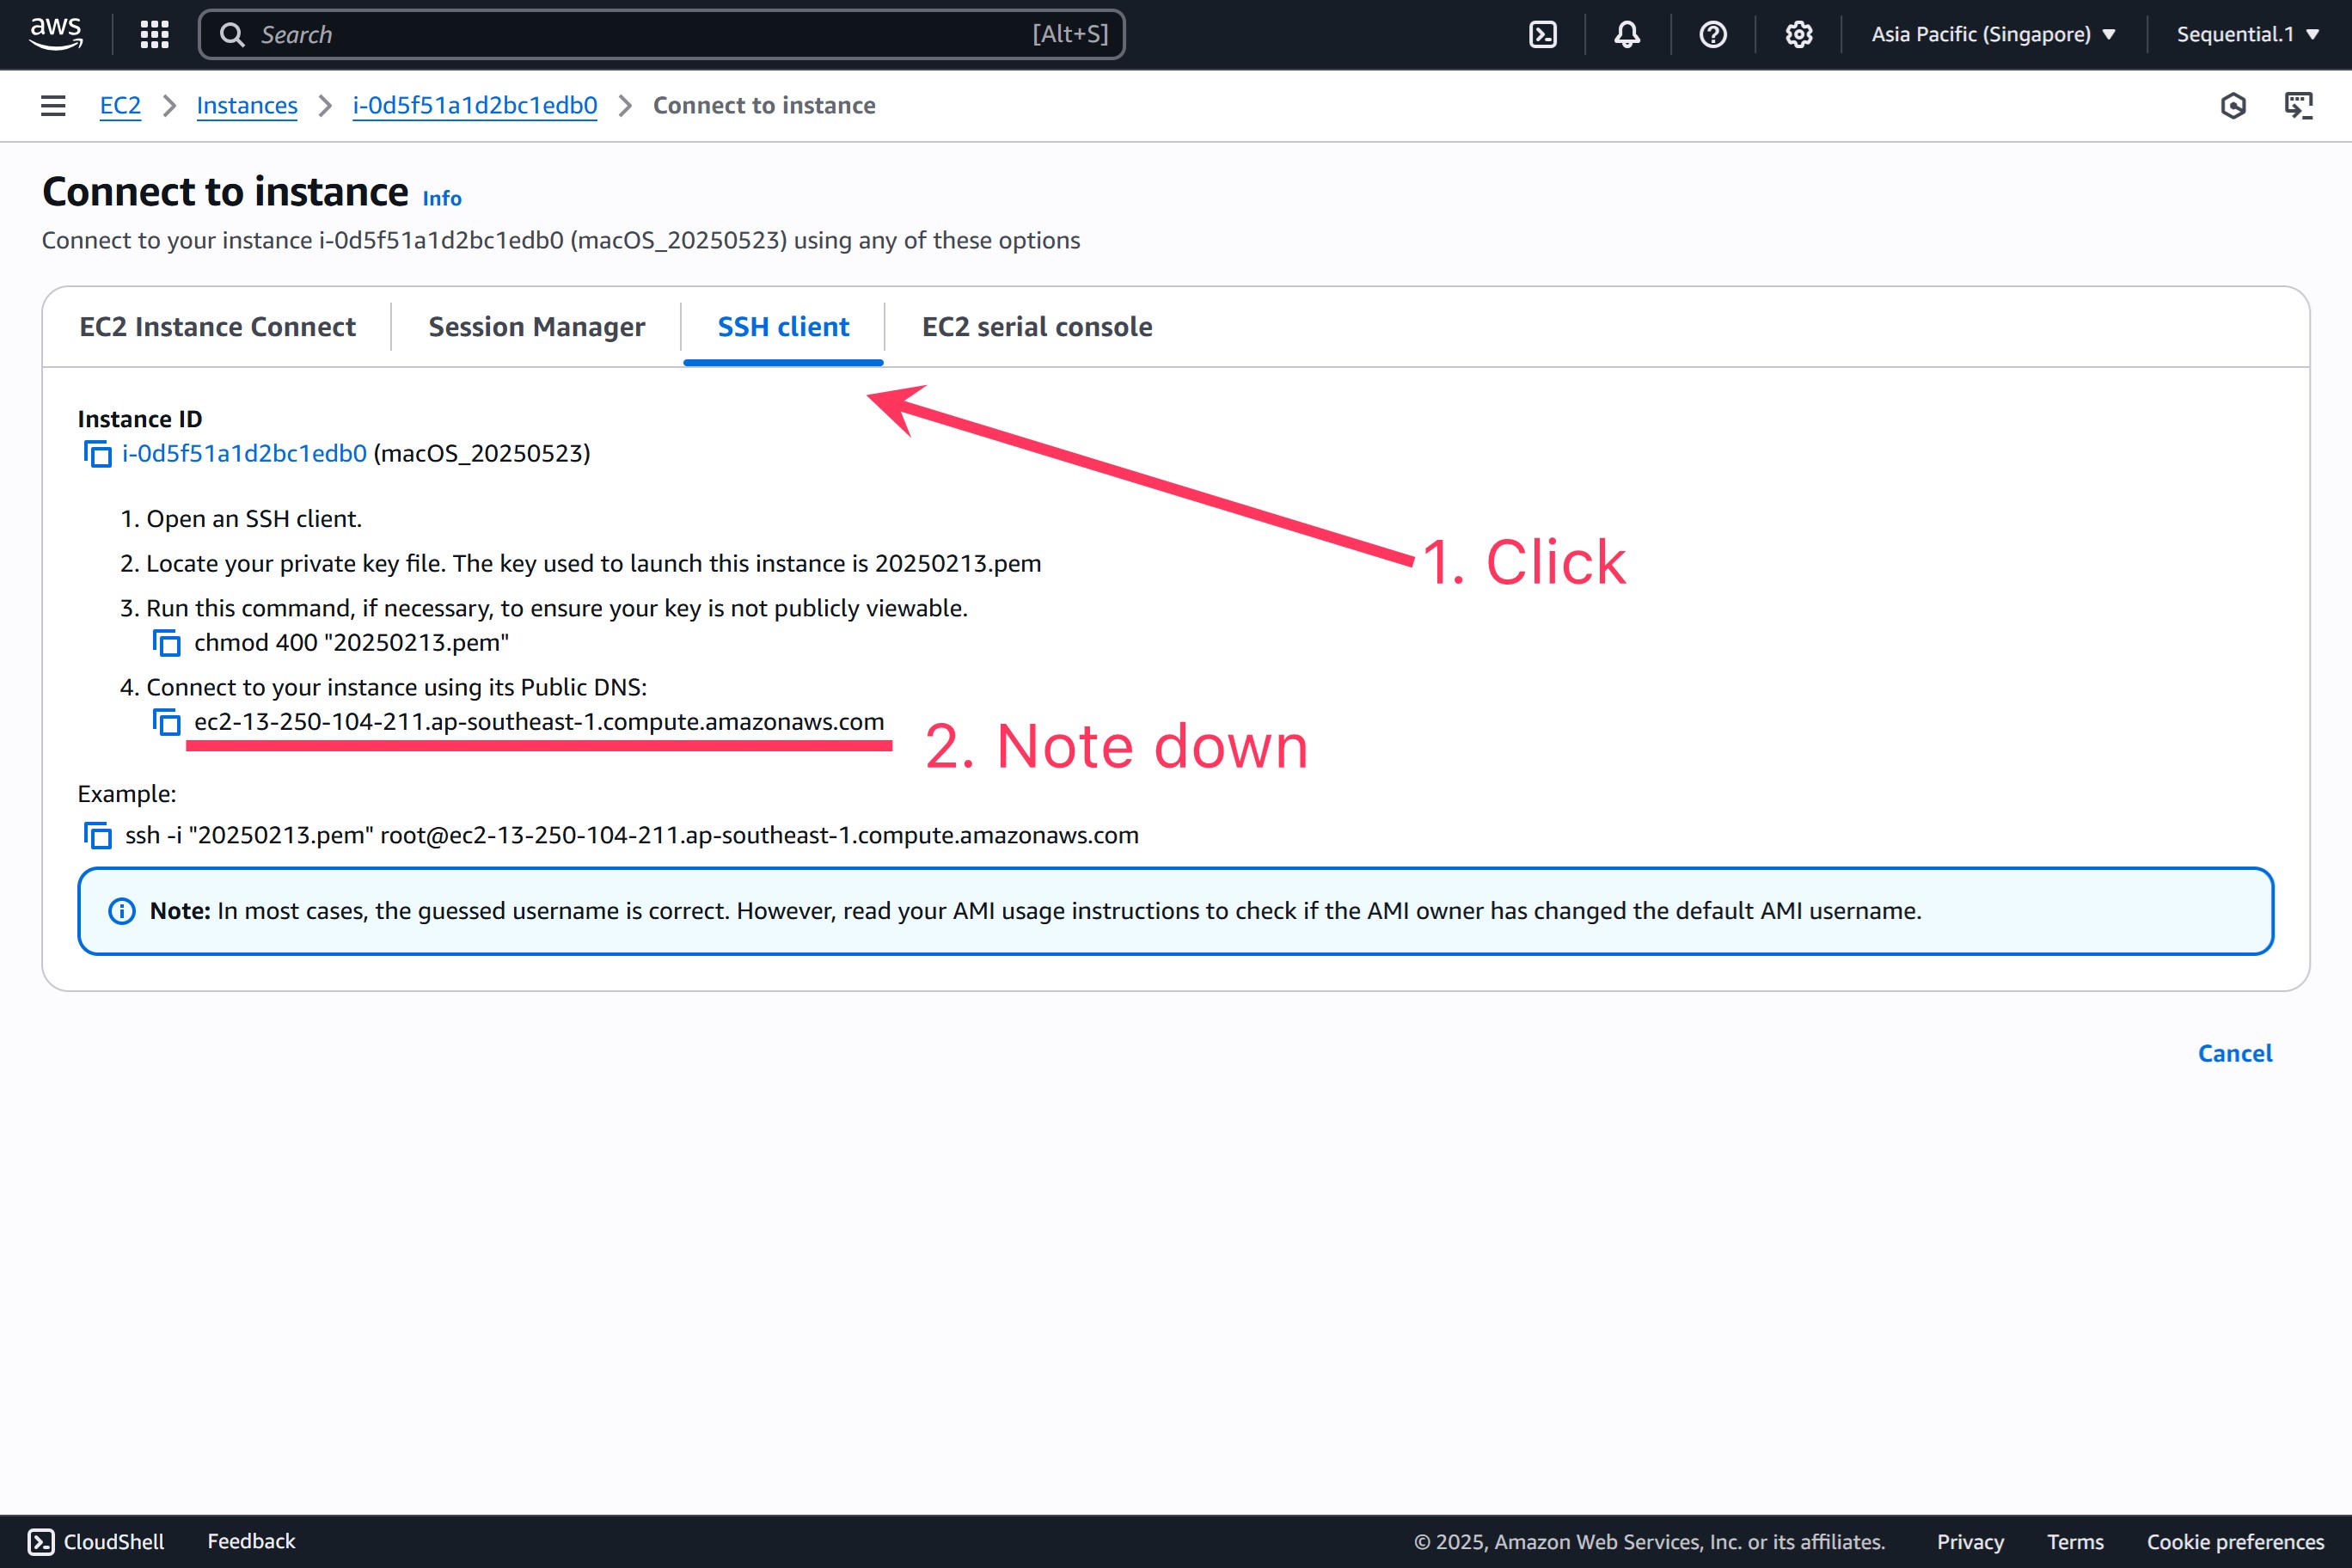 aws
Search [Alt+S]
Asia Pacific (Singapore)
Sequential.1
EC2 Instances i-0d5f51a1d2bc1edb0 Connect to instance
Connect to instance Info
Connect to your instance i-0d5f51a1d2bc1edb0 (macOS_20250523) using any of these options
EC2 Instance Connect Session Manager SSH client EC2 serial console
Instance ID
i-0d5f51a1d2bc1edb0 (macOS_20250523)
1. Open an SSH client.
2. Locate your private key file. The key used to launch this instance is 20250213.pem
1. Click
3. Run this command, if necessary, to ensure your key is not publicly viewable.
chmod 400 "20250213.pem"
4. Connect to your instance using its Public DNS:
ec2-13-250-104-211.ap-southeast-1.compute.amazonaws.com
2. Note down
Example:
ssh -i "20250213.pem" root@ec2-13-250-104-211.ap-southeast-1.compute.amazonaws.com
Note: In most cases, the guessed username is correct. However, read your AMI usage instructions to check if the AMI owner has changed the default AMI username.
Cancel
CloudShell Feedback © 2025, Amazon Web Services, Inc. or its affiliates. Privacy Terms Cookie preferences